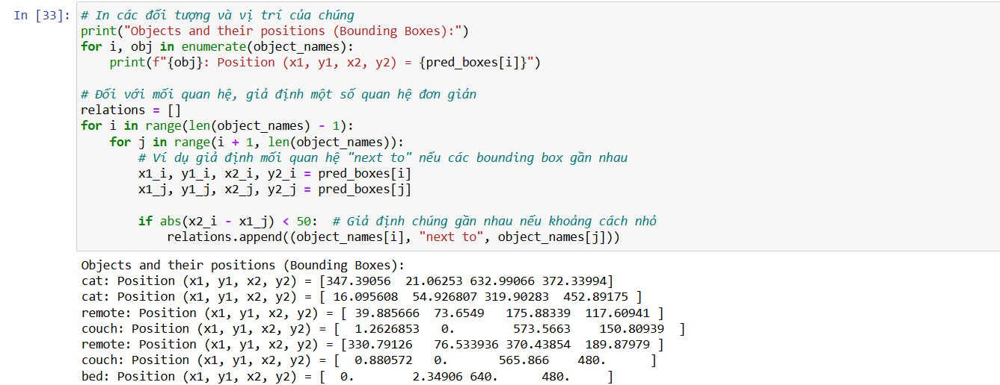 In [33]: # In các đối tượng và vị trí của chúng
print("Objects and their positions (Bounding Boxes):")
for i, obj in enumerate(object_names):
    print(f"{obj}: Position (x1, y1, x2, y2) = {pred_boxes[i]}")

# Đối với mối quan hệ, giả định một số quan hệ đơn giản
relations = []
for i in range(len(object_names) - 1):
    for j in range(i + 1, len(object_names)):
        # Ví dụ giả định mối quan hệ "next to" nếu các bounding box gần nhau
        x1_i, y1_i, x2_i, y2_i = pred_boxes[i]
        x1_j, y1_j, x2_j, y2_j = pred_boxes[j]

        if abs(x2_i - x1_j) < 50:  # Giả định chúng gần nhau nếu khoảng cách nhỏ
            relations.append((object_names[i], "next to", object_names[j]))
Objects and their positions (Bounding Boxes):
cat: Position (x1, y1, x2, y2) = [347.39056  21.06253 632.99066 372.33994]
cat: Position (x1, y1, x2, y2) = [ 16.095608  54.926807 319.90283  452.89175 ]
remote: Position (x1, y1, x2, y2) = [ 39.885666  73.6549   175.88339  117.60941 ]
couch: Position (x1, y1, x2, y2) = [  1.2626853   0.        573.5663    150.80939  ]
remote: Position (x1, y1, x2, y2) = [330.79126   76.533936 370.43854  189.87979 ]
couch: Position (x1, y1, x2, y2) = [  0.880572   0.       565.866    480.      ]
bed: Position (x1, y1, x2, y2) = [  0.        2.34906 640.      480.     ]